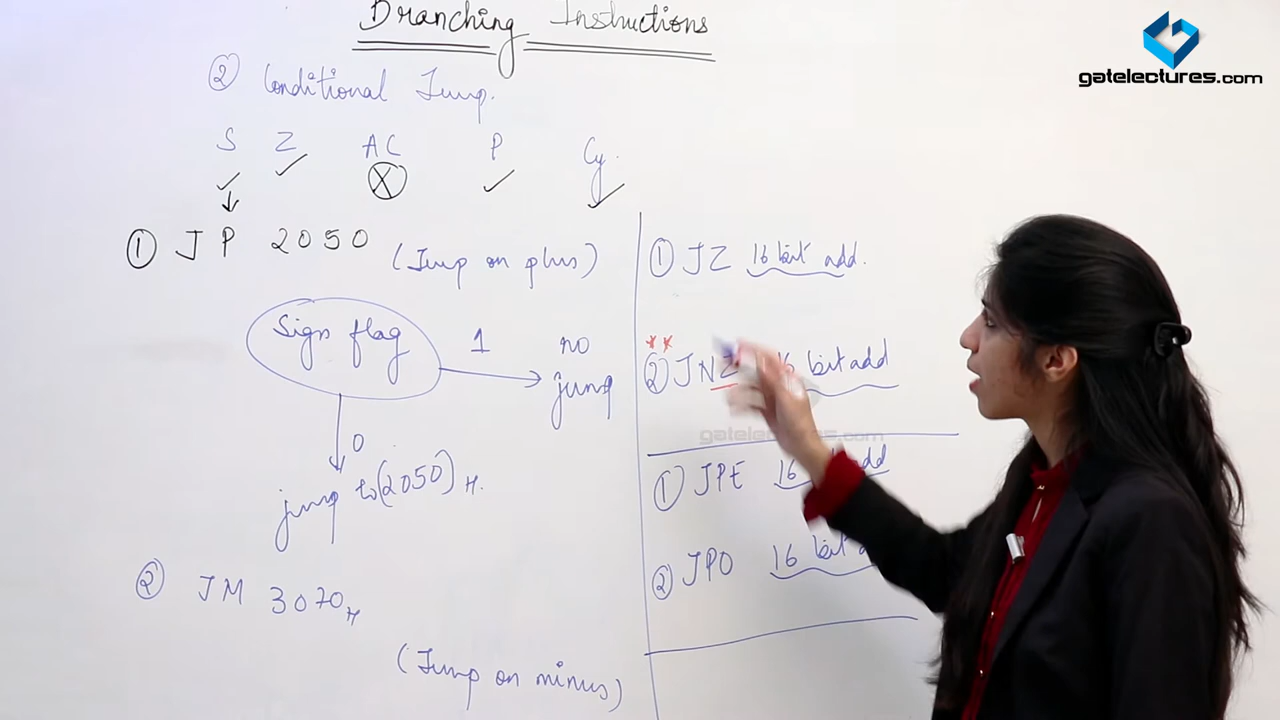 Branching Instructions
gatelectures.com
② Conditional Jump.
S Z AC P Cy.
① JP 2050 (Jump on plus)
Sign flag
1
no jump
0
jump to (2050)H.
② JM 3070H
(Jump on minus)
① JZ 16 bit add.
** ② JNZ 16 bit add
gatelectures.com
① JPE 16 add
② JPO 16 bit